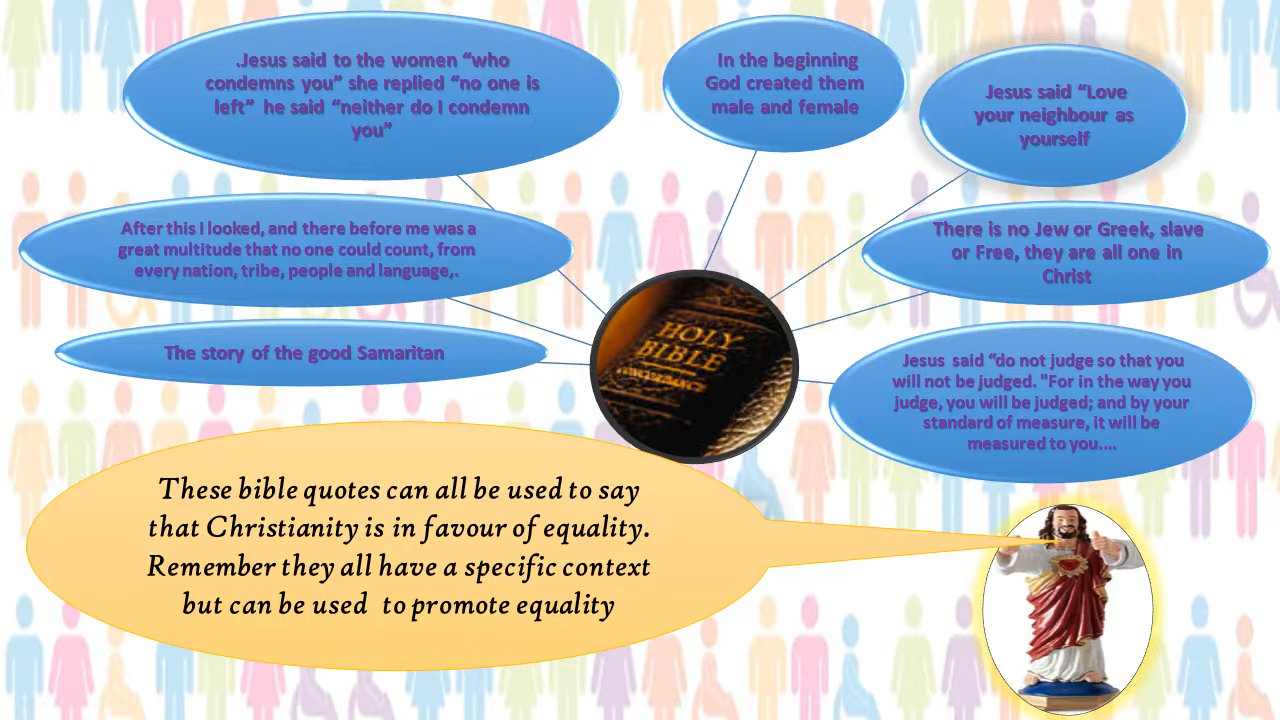 .Jesus said to the women “who
condemns you” she replied “no one is
left” he said “neither do I condemn
you”
In the beginning
God created them
male and female
Jesus said “Love
your neighbour as
yourself
After this I looked, and there before me was a
great multitude that no one could count, from
every nation, tribe, people and language,.
There is no Jew or Greek, slave
or Free, they are all one in
Christ
The story of the good Samaritan
HOLY
BIBLE
CONCORDANCE
Jesus said “do not judge so that you
will not be judged. "For in the way you
judge, you will be judged; and by your
standard of measure, it will be
measured to you....
These bible quotes can all be used to say
that Christianity is in favour of equality.
Remember they all have a specific context
but can be used to promote equality